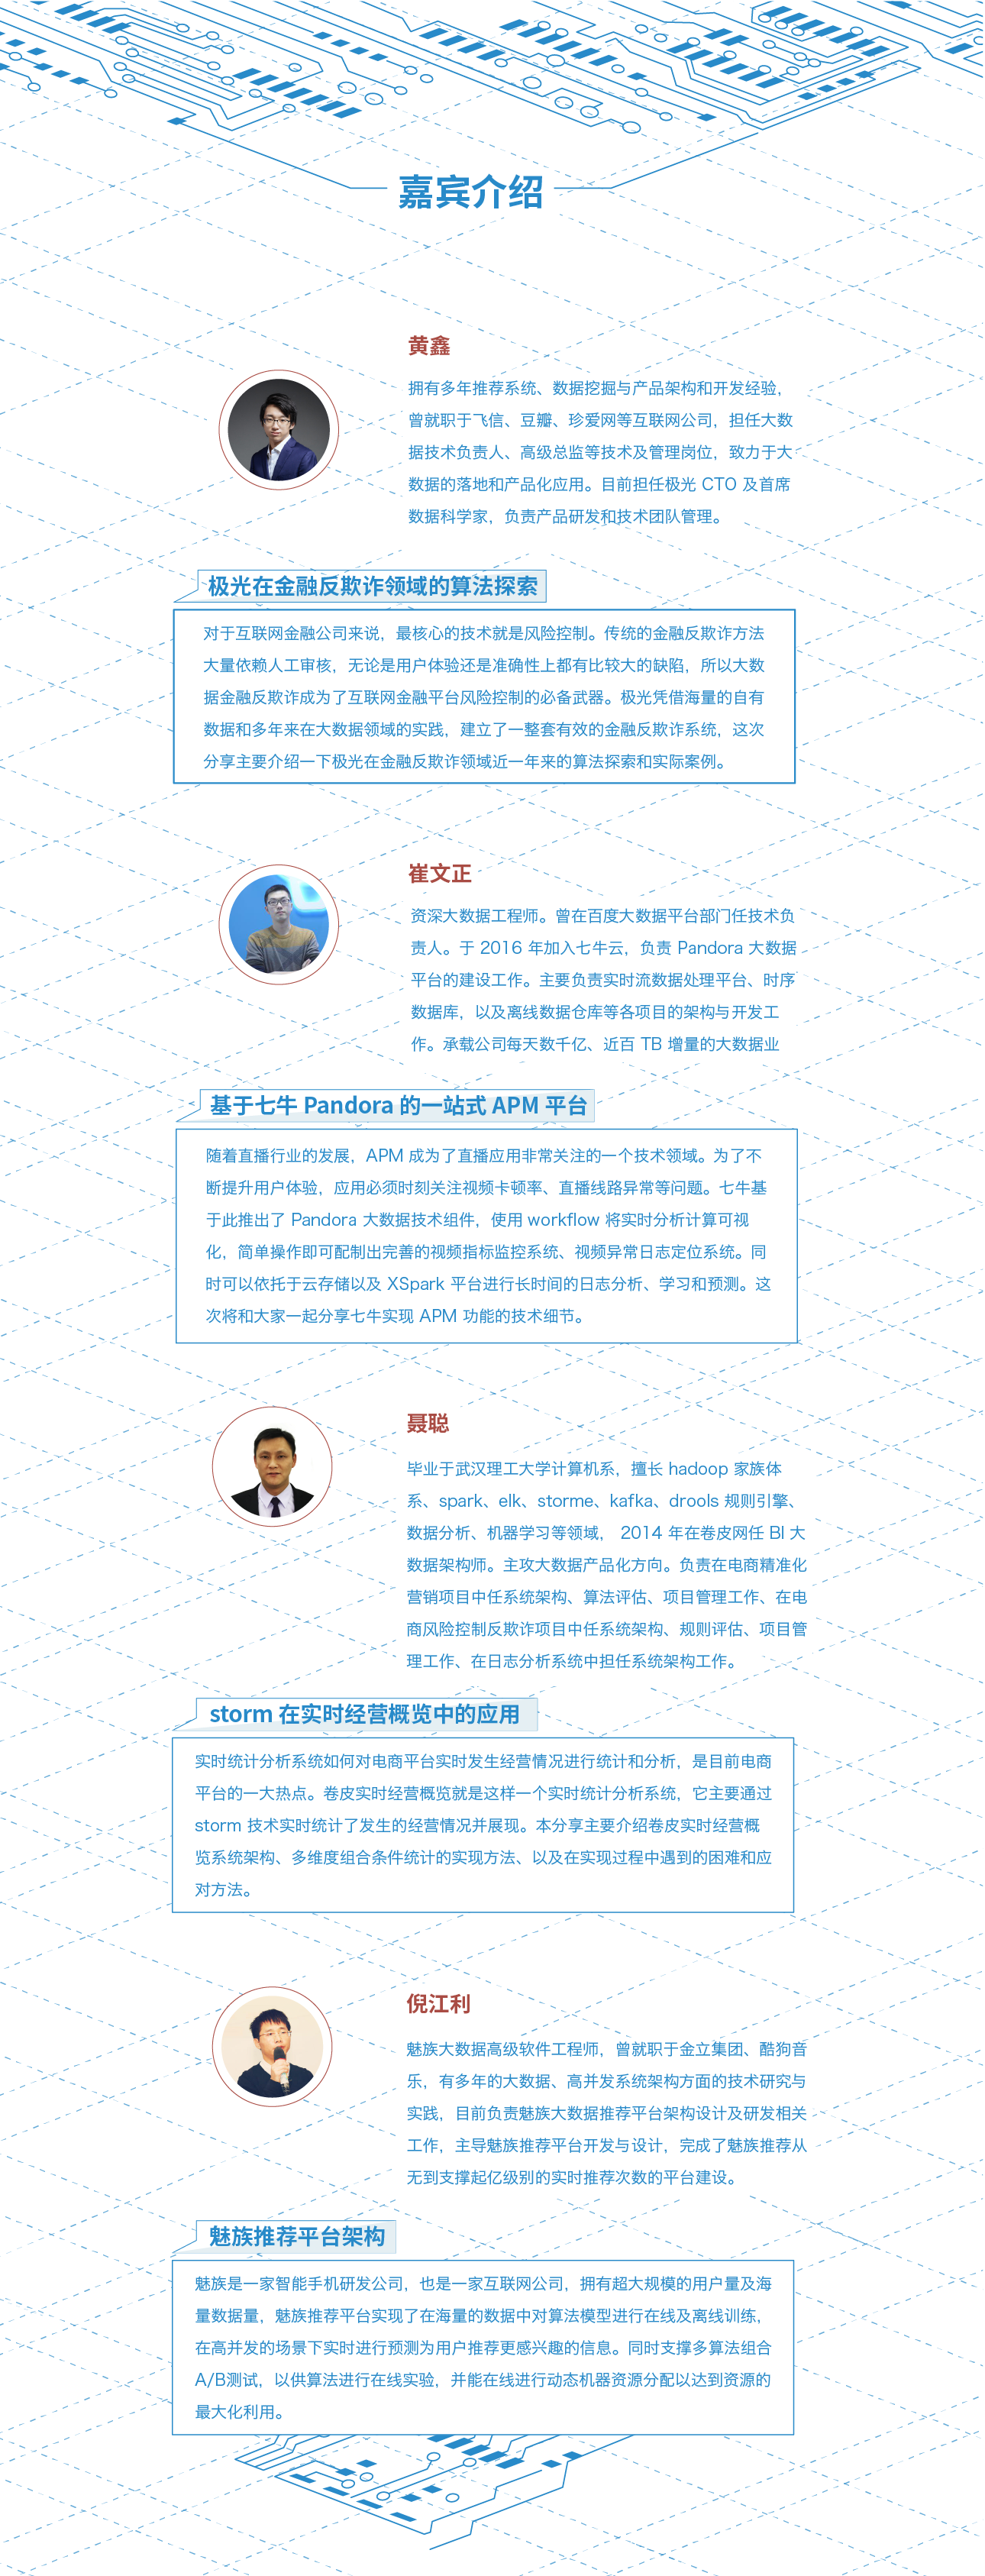 嘉宾介绍
黄鑫
拥有多年推荐系统、数据挖掘与产品架构和开发经验，
曾就职于飞信、豆瓣、珍爱网等互联网公司，担任大数
据技术负责人、高级总监等技术及管理岗位，致力于大
数据的落地和产品化应用。目前担任极光 CTO 及首席
数据科学家，负责产品研发和技术团队管理。
极光在金融反欺诈领域的算法探索
对于互联网金融公司来说，最核心的技术就是风险控制。传统的金融反欺诈方法
大量依赖人工审核，无论是用户体验还是准确性上都有比较大的缺陷，所以大数
据金融反欺诈成为了互联网金融平台风险控制的必备武器。极光凭借海量的自有
数据和多年来在大数据领域的实践，建立了一整套有效的金融反欺诈系统，这次
分享主要介绍一下极光在金融反欺诈领域近一年来的算法探索和实际案例。
崔文正
资深大数据工程师。曾在百度大数据平台部门任技术负
责人。于 2016 年加入七牛云，负责 Pandora 大数据
平台的建设工作。主要负责实时流数据处理平台、时序
数据库，以及离线数据仓库等各项目的架构与开发工
作。承载公司每天数千亿、近百 TB 增量的大数据业
基于七牛 Pandora 的一站式 APM 平台
随着直播行业的发展，APM 成为了直播应用非常关注的一个技术领域。为了不
断提升用户体验，应用必须时刻关注视频卡顿率、直播线路异常等问题。七牛基
于此推出了 Pandora 大数据技术组件，使用 workflow 将实时分析计算可视
化，简单操作即可配制出完善的视频指标监控系统、视频异常日志定位系统。同
时可以依托于云存储以及 XSpark 平台进行长时间的日志分析、学习和预测。这
次将和大家一起分享七牛实现 APM 功能的技术细节。
聂聪
毕业于武汉理工大学计算机系，擅长 hadoop 家族体
系、spark、elk、storme、kafka、drools 规则引擎、
数据分析、机器学习等领域， 2014 年在卷皮网任 BI 大
数据架构师。主攻大数据产品化方向。负责在电商精准化
营销项目中任系统架构、算法评估、项目管理工作、在电
商风险控制反欺诈项目中任系统架构、规则评估、项目管
理工作、在日志分析系统中担任系统架构工作。
storm 在实时经营概览中的应用
实时统计分析系统如何对电商平台实时发生经营情况进行统计和分析，是目前电商
平台的一大热点。卷皮实时经营概览就是这样一个实时统计分析系统，它主要通过
storm 技术实时统计了发生的经营情况并展现。本分享主要介绍卷皮实时经营概
览系统架构、多维度组合条件统计的实现方法、以及在实现过程中遇到的困难和应
对方法。
倪江利
魅族大数据高级软件工程师，曾就职于金立集团、酷狗音
乐，有多年的大数据、高并发系统架构方面的技术研究与
实践，目前负责魅族大数据推荐平台架构设计及研发相关
工作，主导魅族推荐平台开发与设计，完成了魅族推荐从
无到支撑起亿级别的实时推荐次数的平台建设。
魅族推荐平台架构
魅族是一家智能手机研发公司，也是一家互联网公司，拥有超大规模的用户量及海
量数据量，魅族推荐平台实现了在海量的数据中对算法模型进行在线及离线训练，
在高并发的场景下实时进行预测为用户推荐更感兴趣的信息。同时支撑多算法组合
A/B测试，以供算法进行在线实验，并能在线进行动态机器资源分配以达到资源的
最大化利用。